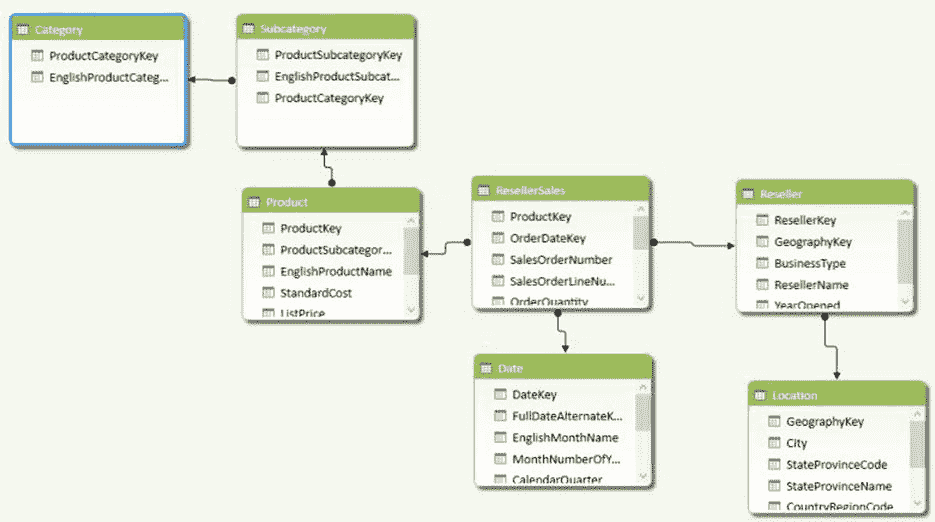 Category
ProductCategoryKey
EnglishProductCateg...
Subcategory
ProductSubcategoryKey
EnglishProductSubcat...
ProductCategoryKey
Product
ProductKey
ProductSubcategor...
EnglishProductName
StandardCost
ListPrice
ResellerSales
ProductKey
OrderDateKey
SalesOrderNumber
SalesOrderLineNu...
OrderQuantity
Reseller
ResellerKey
GeographyKey
BusinessType
ResellerName
YearOpened
Date
DateKey
FullDateAlternateK...
EnglishMonthName
MonthNumberOfY...
CalendarQuarter
Location
GeographyKey
City
StateProvinceCode
StateProvinceName
CountryRegionCode